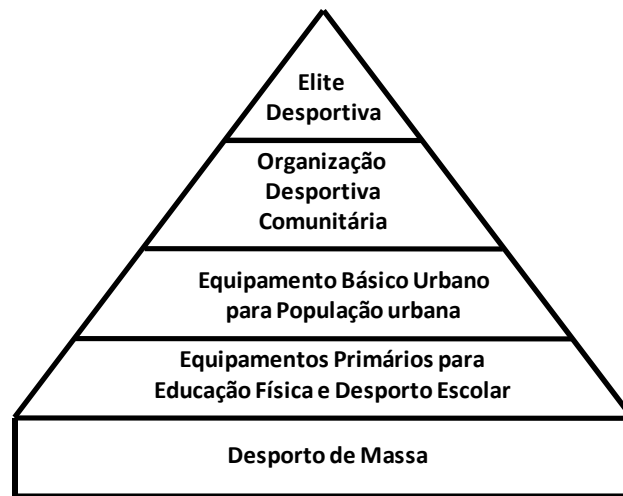 Elite
Desportiva
Organização
Desportiva
Comunitária
Equipamento Básico Urbano
para População urbana
Equipamentos Primários para
Educação Física e Desporto Escolar
Desporto de Massa